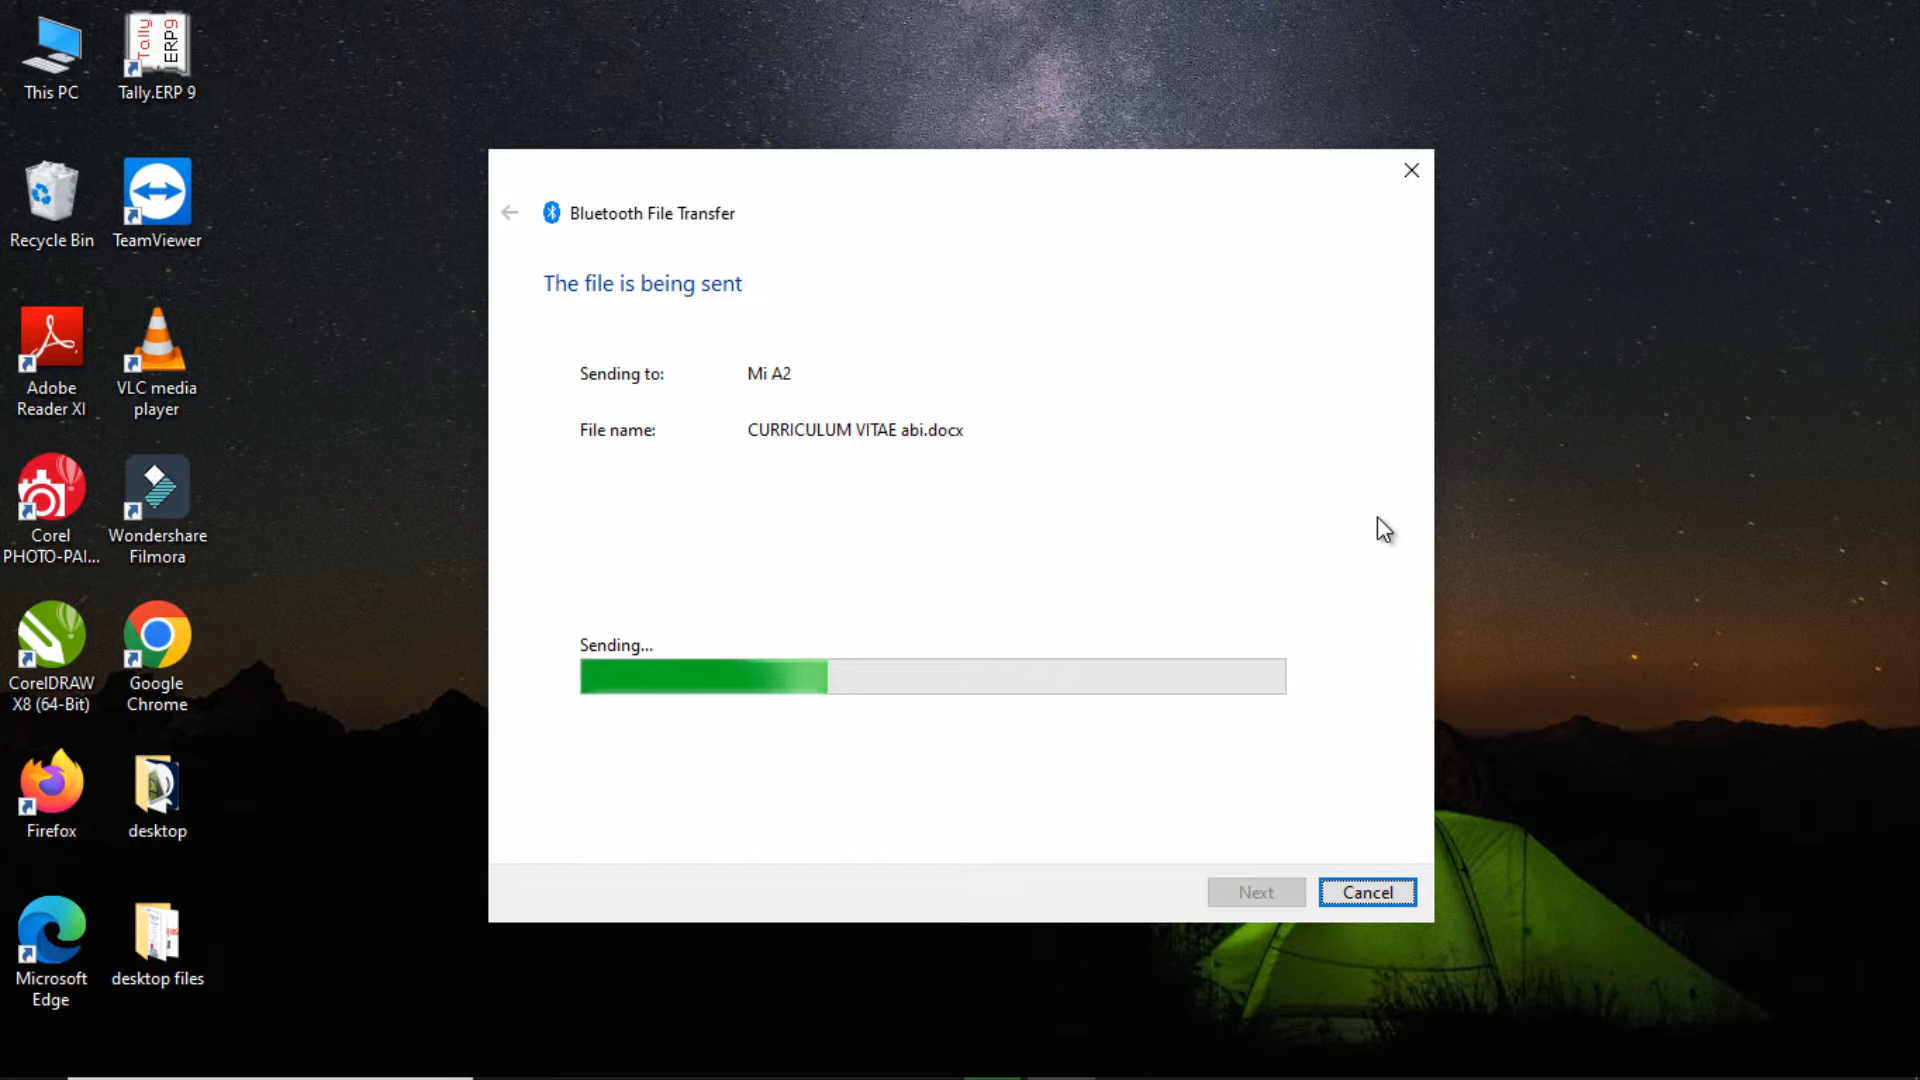 This PC
Tally
ERP9
Tally.ERP 9
Recycle Bin
TeamViewer
Adobe
Reader XI
VLC media
player
Corel
PHOTO-PAI...
Wondershare
Filmora
CorelDRAW
X8 (64-Bit)
Google
Chrome
Firefox
desktop
Microsoft
Edge
desktop files
Bluetooth File Transfer
The file is being sent
Sending to: Mi A2
File name: CURRICULUM VITAE abi.docx
Sending...
Next
Cancel